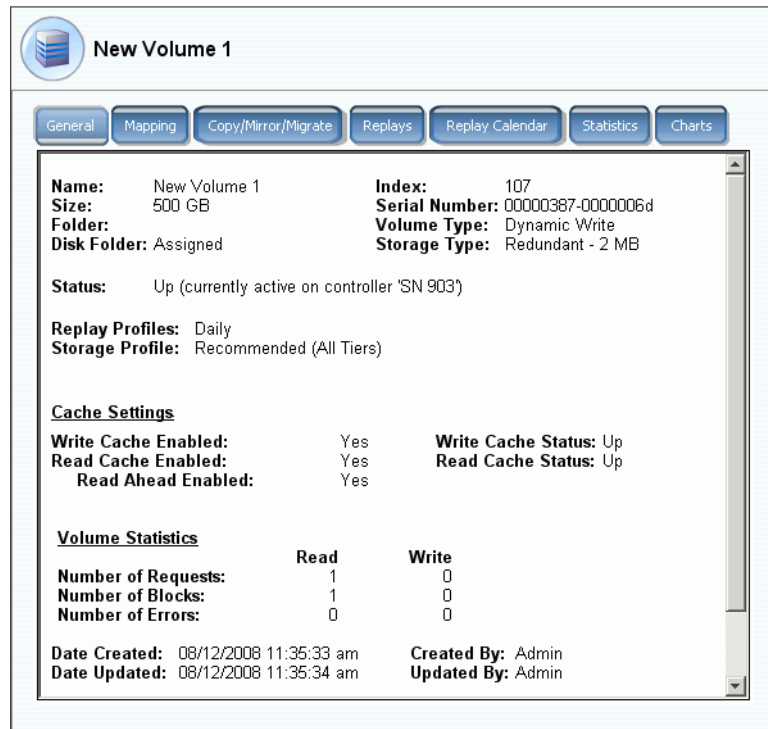 New Volume 1
General Mapping Copy/Mirror/Migrate Replays Replay Calendar Statistics Charts
Name: New Volume 1 Index: 107
Size: 500 GB Serial Number: 00000387-0000006d
Folder: Volume Type: Dynamic Write
Disk Folder: Assigned Storage Type: Redundant - 2 MB
Status: Up (currently active on controller 'SN 903')
Replay Profiles: Daily
Storage Profile: Recommended (All Tiers)
Cache Settings
Write Cache Enabled: Yes Write Cache Status: Up
Read Cache Enabled: Yes Read Cache Status: Up
Read Ahead Enabled: Yes
Volume Statistics
Read Write
Number of Requests: 1 0
Number of Blocks: 1 0
Number of Errors: 0 0
Date Created: 08/12/2008 11:35:33 am Created By: Admin
Date Updated: 08/12/2008 11:35:34 am Updated By: Admin